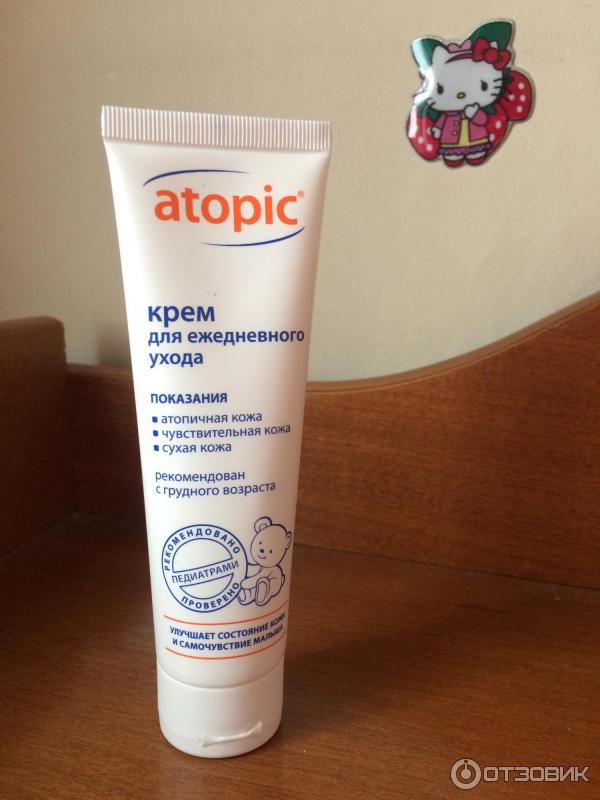 atopic®
крем
для ежедневного
ухода
ПОКАЗАНИЯ
▪ атопичная кожа
▪ чувствительная кожа
▪ сухая кожа
рекомендован
с грудного возраста
РЕКОМЕНДОВАНО
ПЕДИАТРАМИ
ПРОВЕРЕНО
УЛУЧШАЕТ СОСТОЯНИЕ КОЖИ
И САМОЧУВСТВИЕ МАЛЫША
ОТЗОВИК